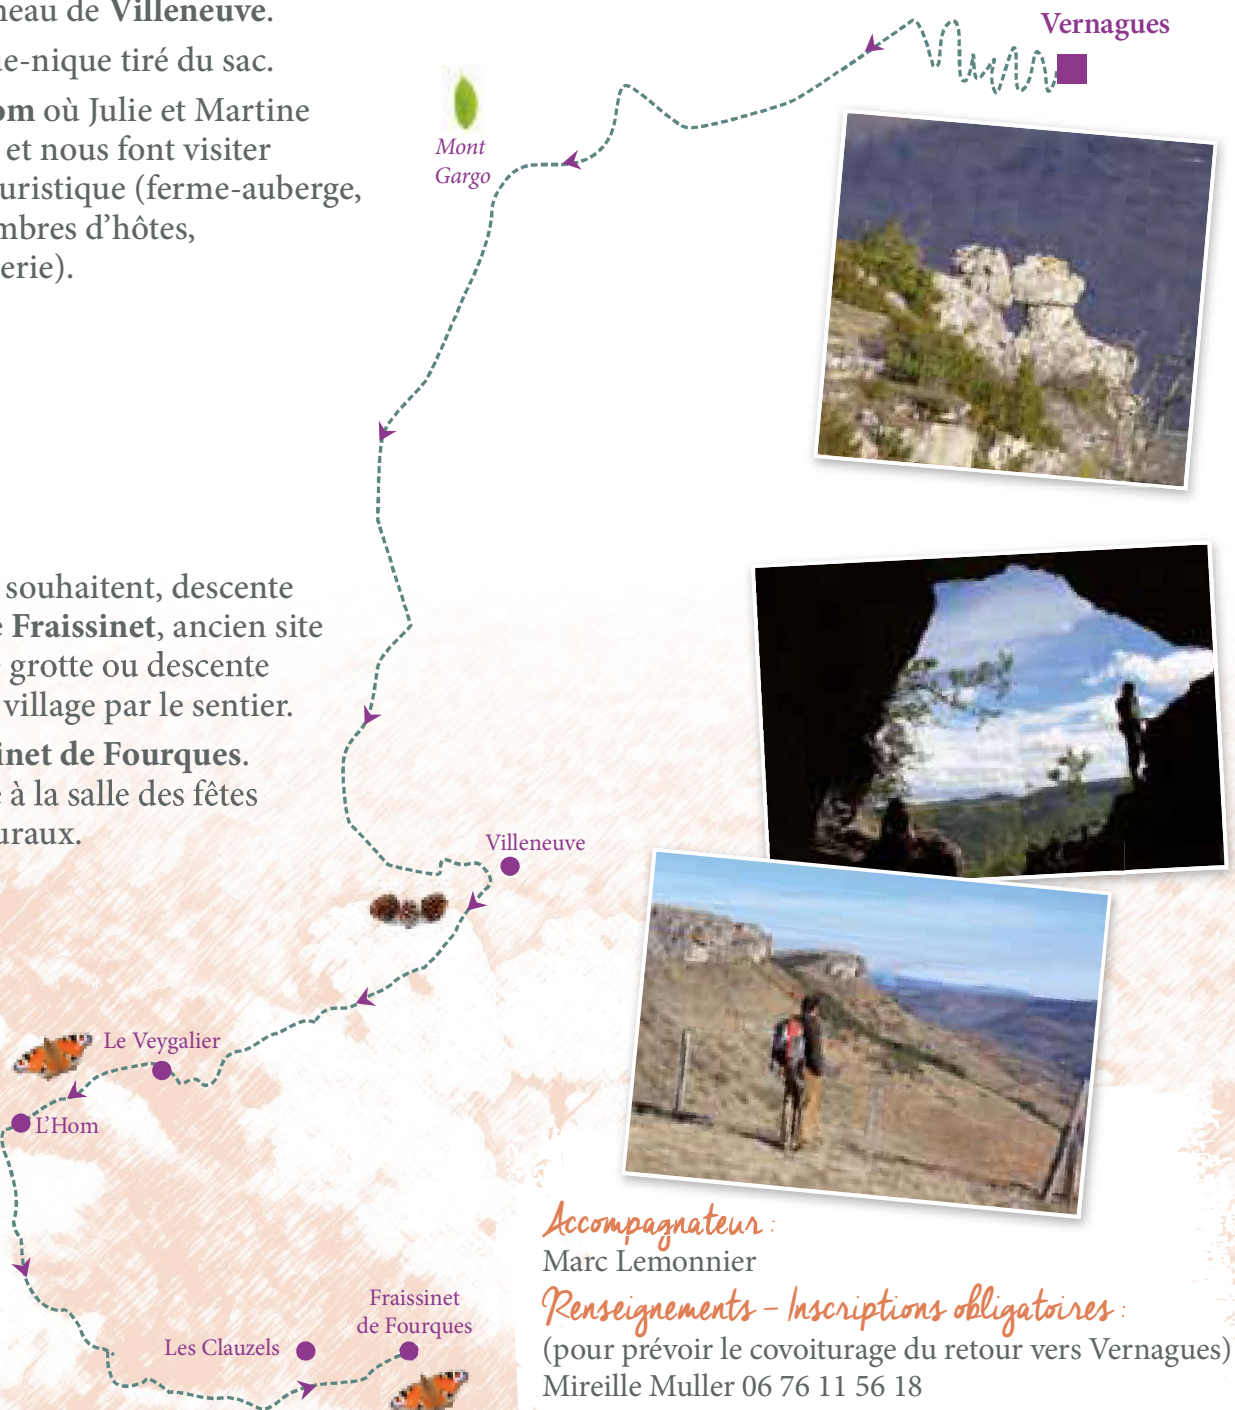 neau de Villeneuve.
ue-nique tiré du sac.
om où Julie et Martine
et nous font visiter
uristique (ferme-auberge,
mbres d’hôtes,
erie).
Vernagues
Mont
Gargo
souhaitent, descente
e Fraissinet, ancien site
e grotte ou descente
village par le sentier.
inet de Fourques.
e à la salle des fêtes
uraux.
Villeneuve
Le Veygalier
L’Hom
Fraissinet
de Fourques
Les Clauzels
Accompagnateur :
Marc Lemonnier
Renseignements – Inscriptions obligatoires :
(pour prévoir le covoiturage du retour vers Vernagues)
Mireille Muller 06 76 11 56 18